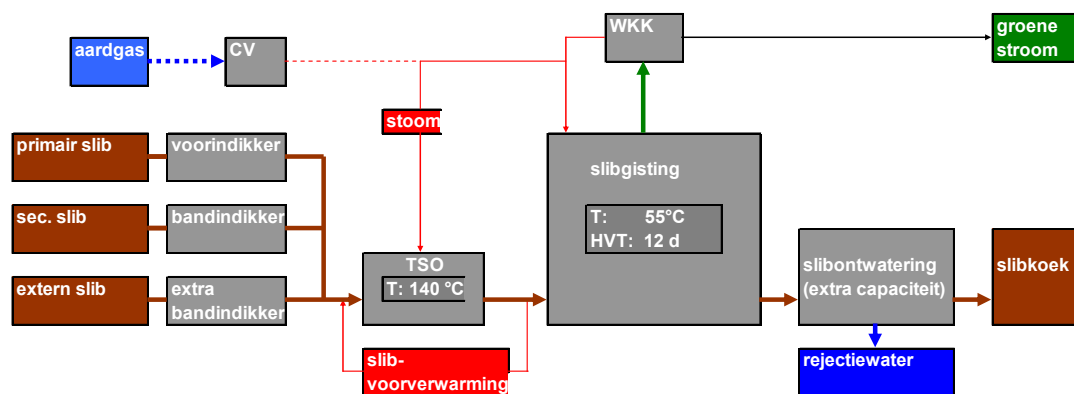 aardgas
CV
WKK
groene
stroom
stoom
primair slib
voorindikker
slibgisting
sec. slib
bandindikker
T: 55°C
HVT: 12 d
TSO
T: 140 °C
extern slib
extra
bandindikker
slibontwatering
(extra capaciteit)
slibkoek
slib-
voorverwarming
rejectiewater